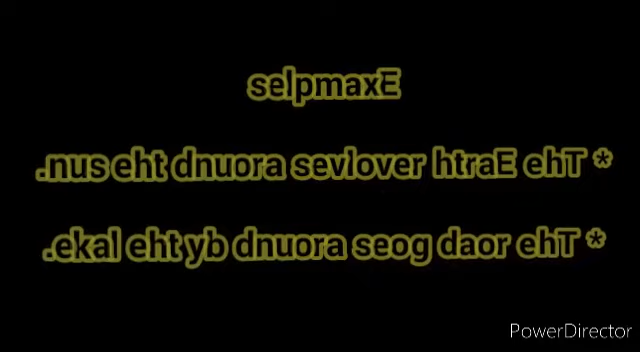 selpmaxE
.nus eht dnuora sevlover htraE ehT *
.ekal eht yb dnuora seog daor ehT *
PowerDirector